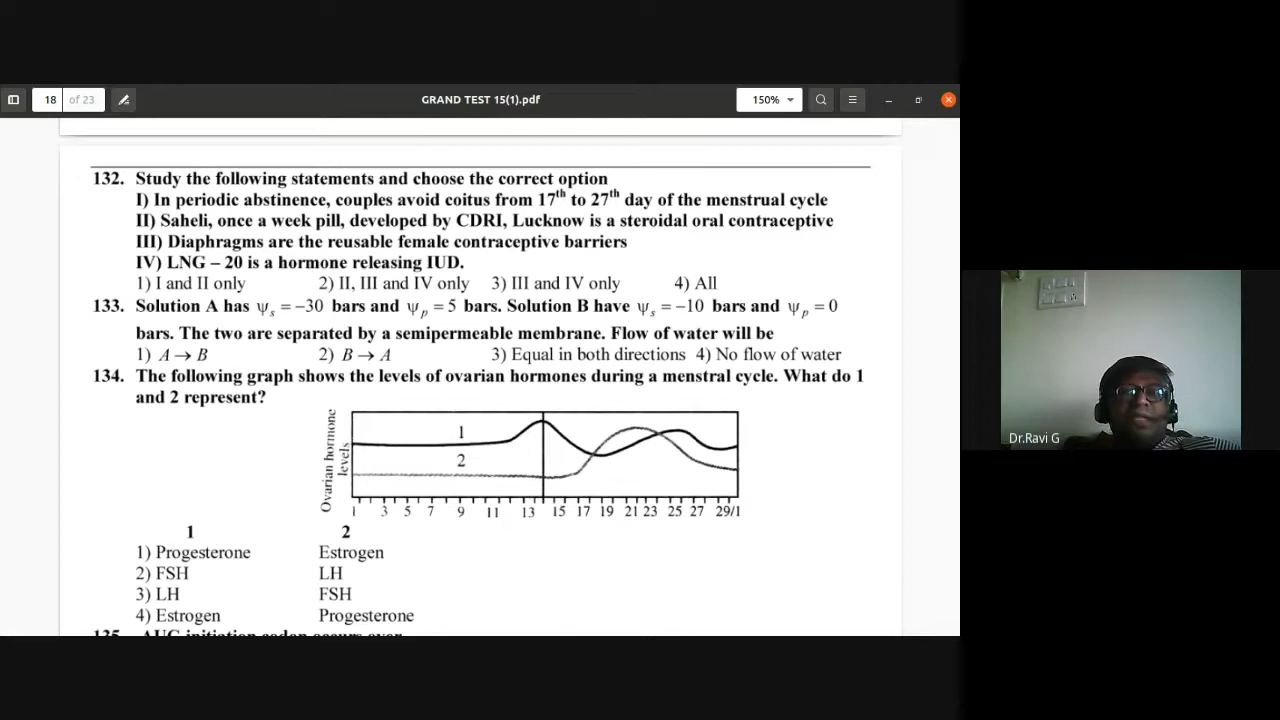 18 of 23
GRAND TEST 15(1).pdf
150%
132. Study the following statements and choose the correct option
I) In periodic abstinence, couples avoid coitus from 17th to 27th day of the menstrual cycle
II) Saheli, once a week pill, developed by CDRI, Lucknow is a steroidal oral contraceptive
III) Diaphragms are the reusable female contraceptive barriers
IV) LNG – 20 is a hormone releasing IUD.
1) I and II only 2) II, III and IV only 3) III and IV only 4) All
133. Solution A has ψs = −30 bars and ψp = 5 bars. Solution B have ψs = −10 bars and ψp = 0
bars. The two are separated by a semipermeable membrane. Flow of water will be
1) A → B 2) B → A 3) Equal in both directions 4) No flow of water
134. The following graph shows the levels of ovarian hormones during a menstral cycle. What do 1
and 2 represent?
Ovarian hormone
levels
1
2
1 3 5 7 9 11 13 15 17 19 21 23 25 27 29/1
1 2
1) Progesterone Estrogen
2) FSH LH
3) LH FSH
4) Estrogen Progesterone
135. AUG initiation codon occurs over
Dr.Ravi G